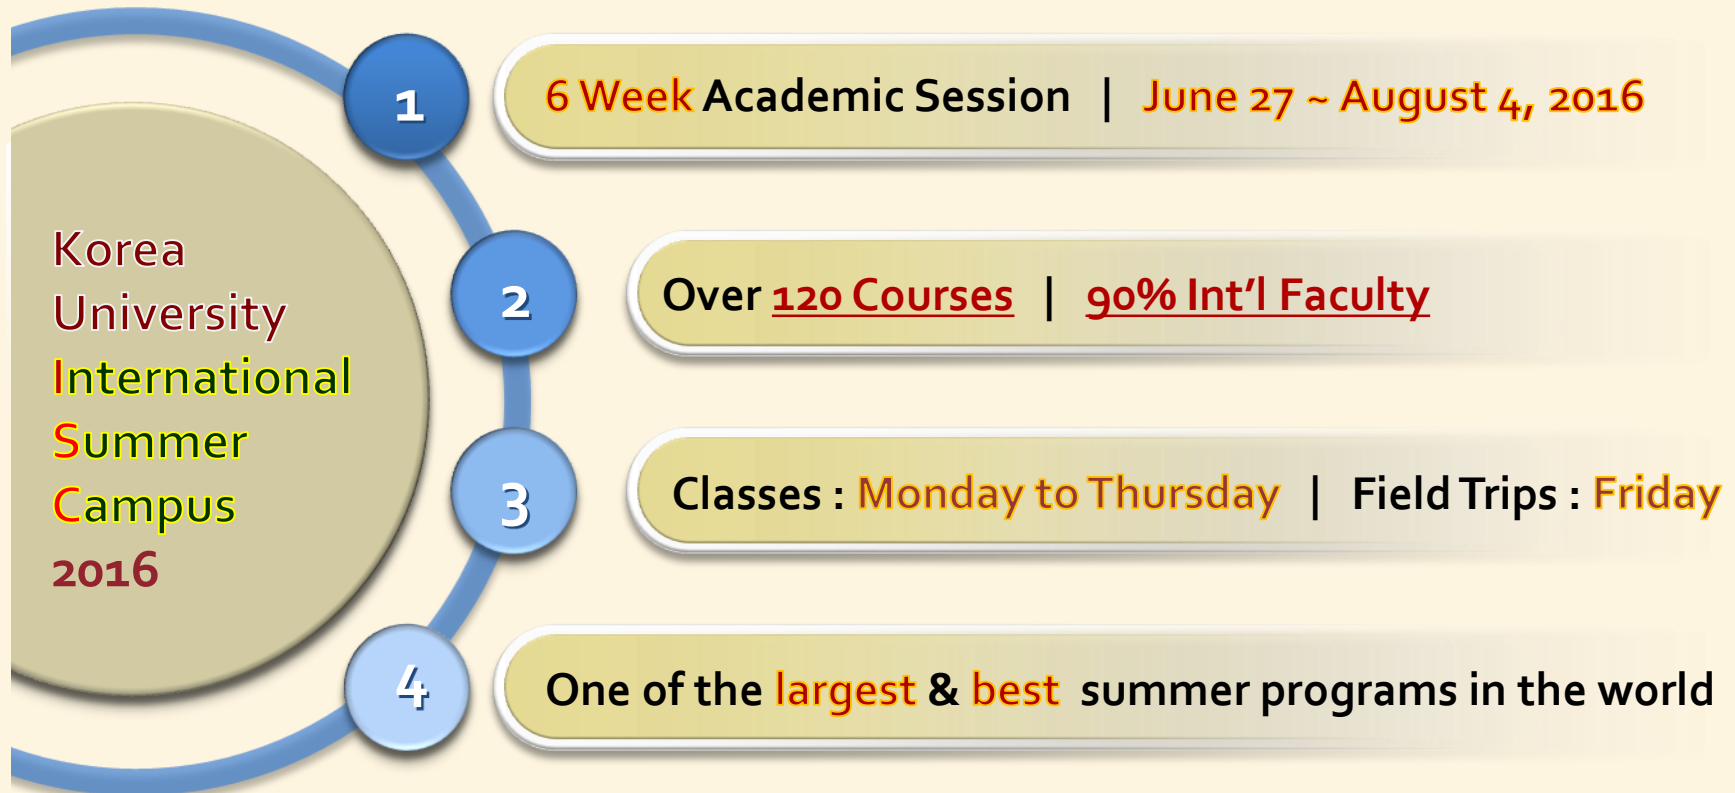 Korea
University
International
Summer
Campus
2016
1
6 Week Academic Session | June 27 ~ August 4, 2016
2
Over 120 Courses | 90% Int’l Faculty
3
Classes : Monday to Thursday | Field Trips : Friday
4
One of the largest & best summer programs in the world